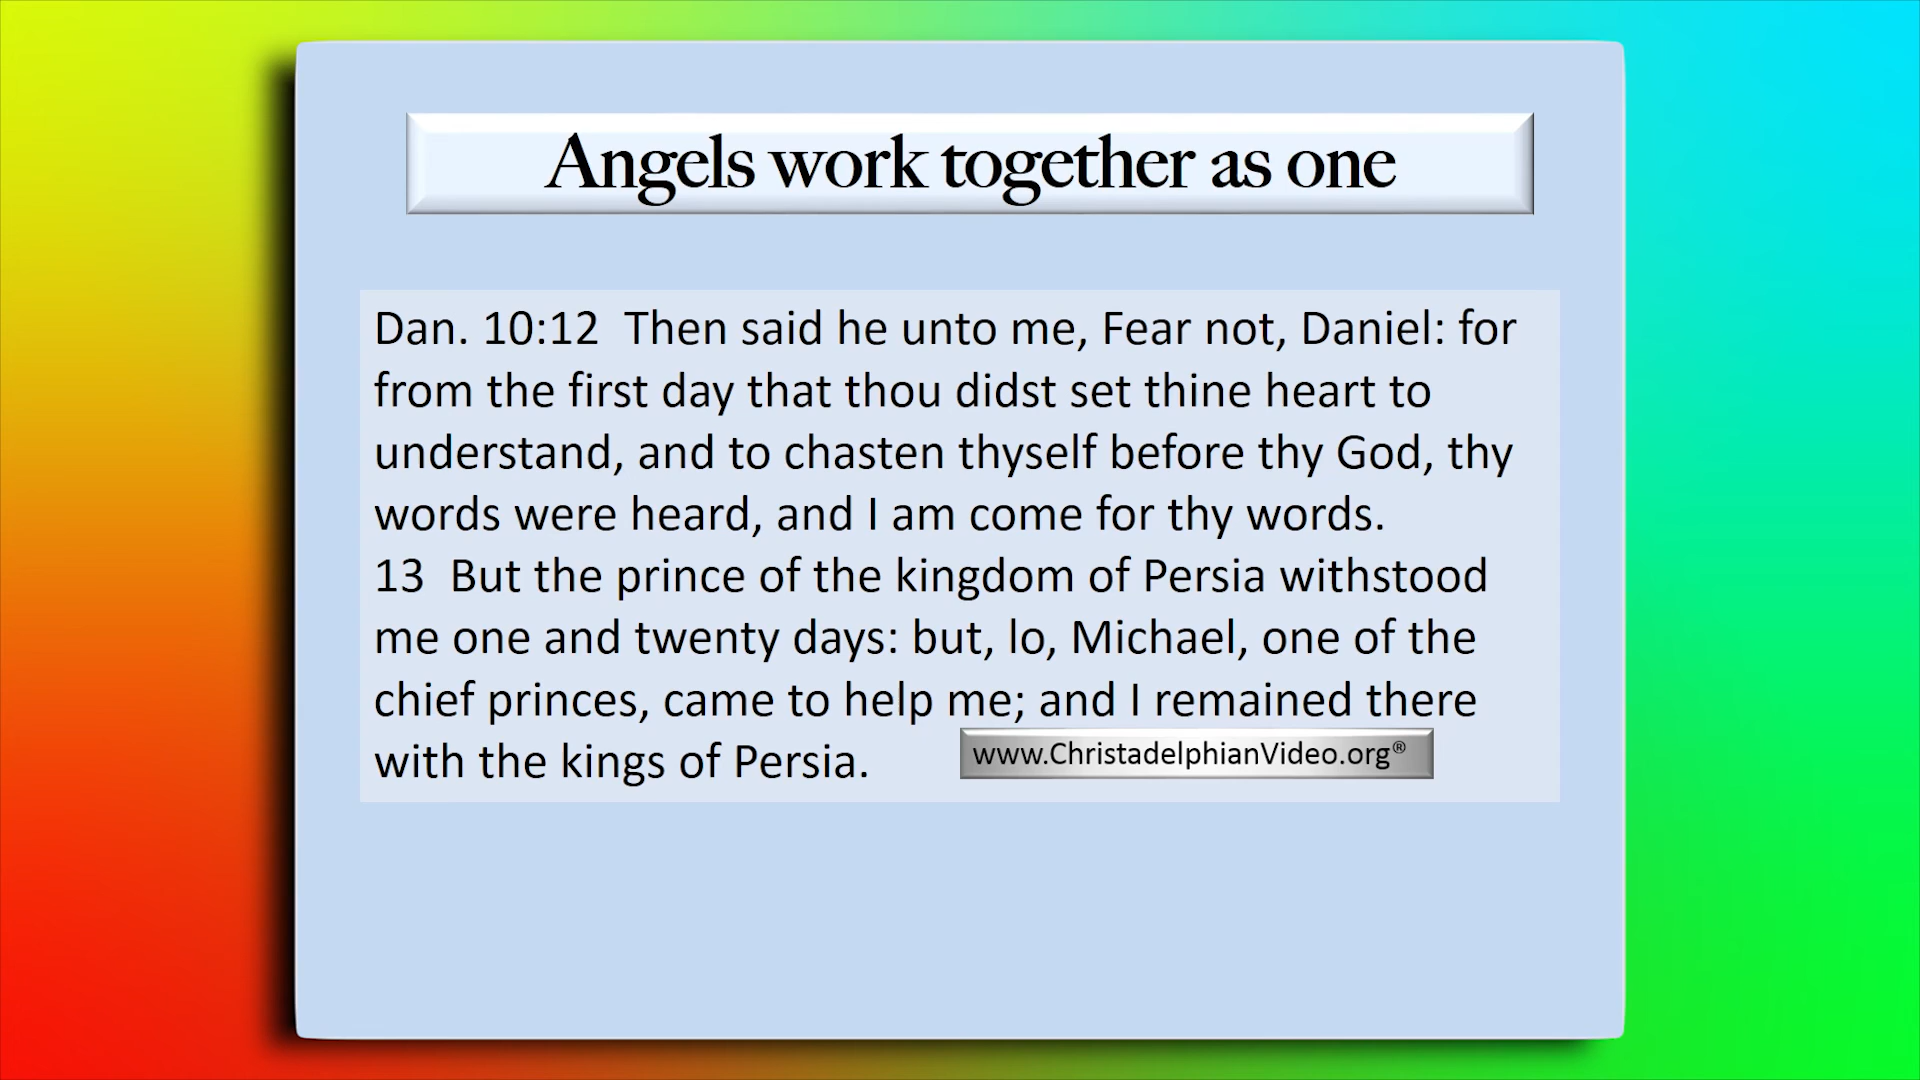 Angels work together as one
Dan. 10:12  Then said he unto me, Fear not, Daniel: for
from the first day that thou didst set thine heart to
understand, and to chasten thyself before thy God, thy
words were heard, and I am come for thy words.
13  But the prince of the kingdom of Persia withstood
me one and twenty days: but, lo, Michael, one of the
chief princes, came to help me; and I remained there
with the kings of Persia.
www.ChristadelphianVideo.org®